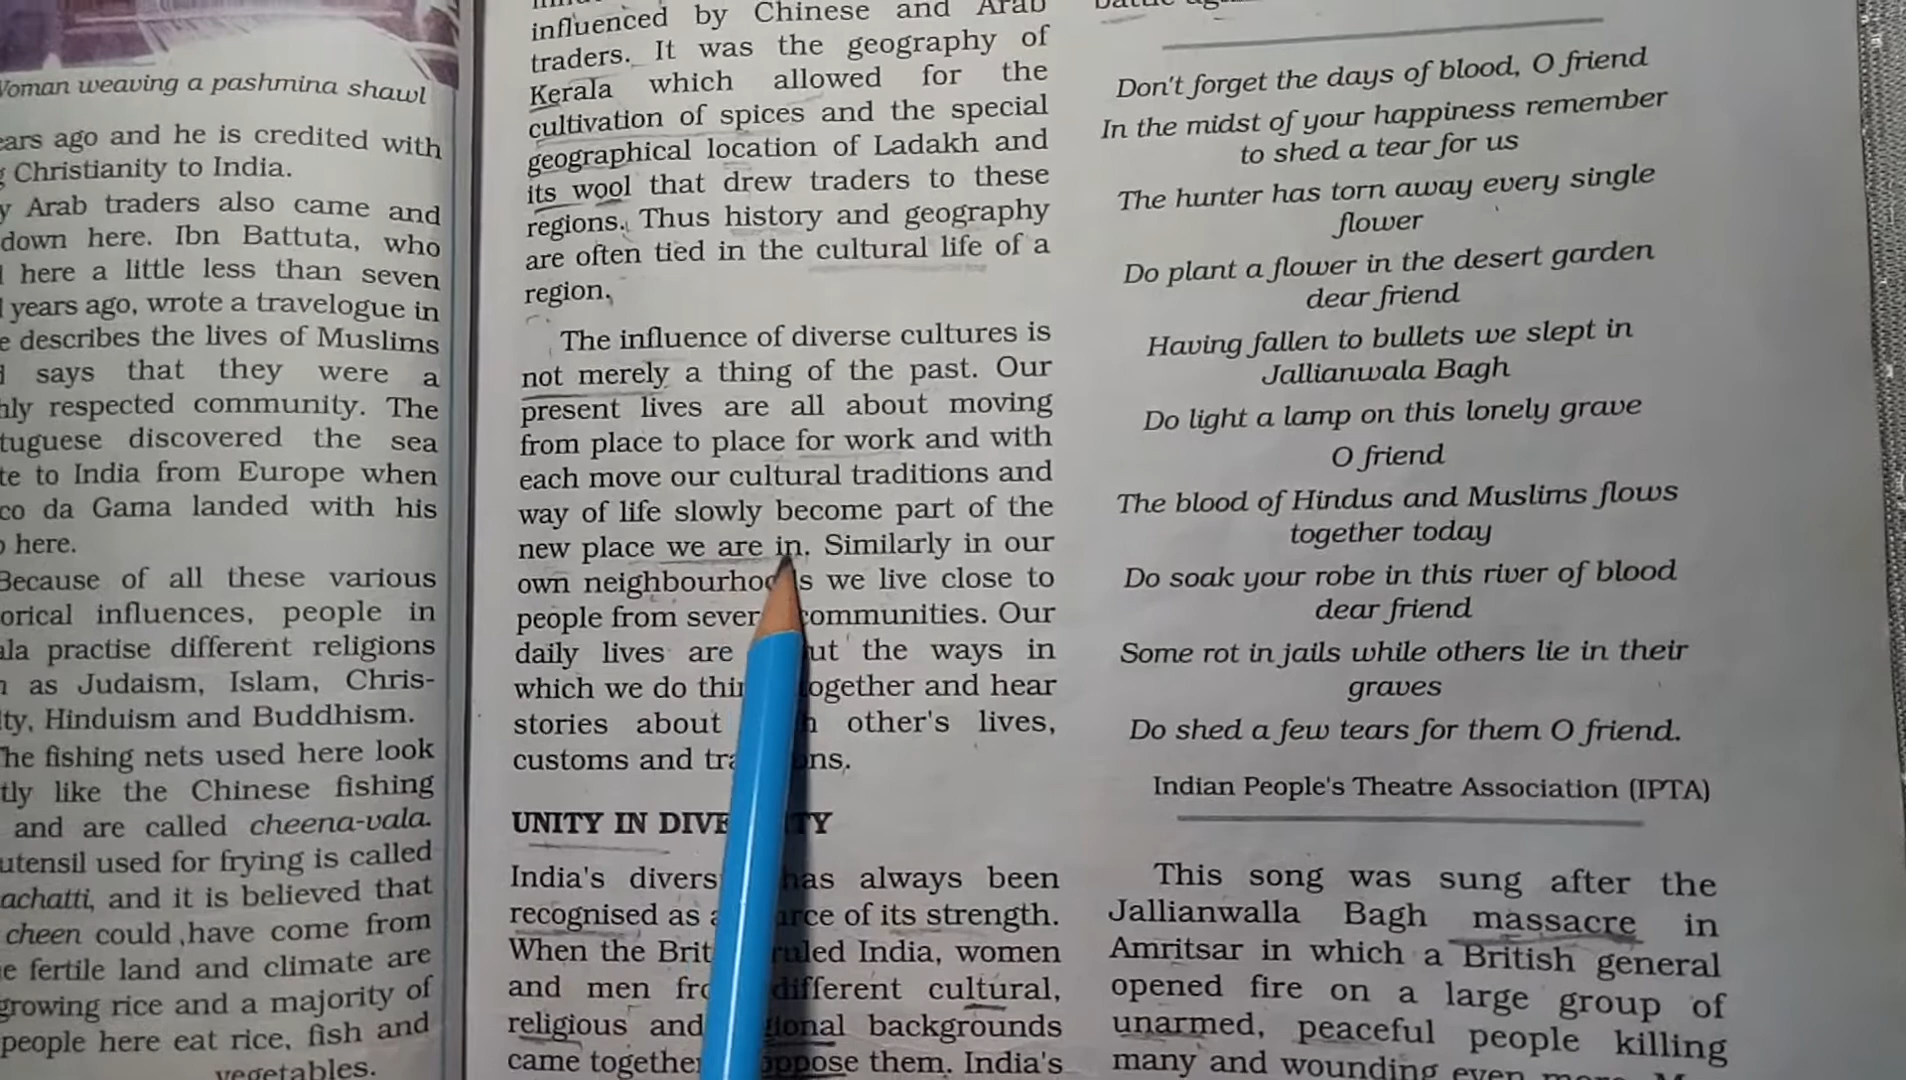 Woman weaving a pashmina shawl
ears ago and he is credited with
Christianity to India.
Arab traders also came and
down here. Ibn Battuta, who
here a little less than seven
years ago, wrote a travelogue in
e describes the lives of Muslims
says that they were a
hly respected community. The
tuguese discovered the sea
te to India from Europe when
co da Gama landed with his
here.
Because of all these various
orical influences, people in
ala practise different religions
as Judaism, Islam, Chris-
ity, Hinduism and Buddhism.
The fishing nets used here look
tly like the Chinese fishing
and are called cheena-vala.
utensil used for frying is called
achatti, and it is believed that
cheen could have come from
e fertile land and climate are
growing rice and a majority of
people here eat rice, fish and
vegetables.
influenced by Chinese and Arab
traders. It was the geography of
Kerala which allowed for the
cultivation of spices and the special
geographical location of Ladakh and
its wool that drew traders to these
regions. Thus history and geography
are often tied in the cultural life of a
region.
The influence of diverse cultures is
not merely a thing of the past. Our
present lives are all about moving
from place to place for work and with
each move our cultural traditions and
way of life slowly become part of the
new place we are in. Similarly in our
own neighbourhoods we live close to
people from sever communities. Our
daily lives are ut the ways in
which we do thin together and hear
stories about h other's lives,
customs and tra ons.
UNITY IN DIVERSITY
India's divers has always been
recognised as a rce of its strength.
When the Brit ruled India, women
and men fro different cultural,
religious and gional backgrounds
came together oppose them. India's
Don't forget the days of blood, O friend
In the midst of your happiness remember
to shed a tear for us
The hunter has torn away every single
flower
Do plant a flower in the desert garden
dear friend
Having fallen to bullets we slept in
Jallianwala Bagh
Do light a lamp on this lonely grave
O friend
The blood of Hindus and Muslims flows
together today
Do soak your robe in this river of blood
dear friend
Some rot in jails while others lie in their
graves
Do shed a few tears for them O friend.
Indian People's Theatre Association (IPTA)
This song was sung after the
Jallianwalla Bagh massacre in
Amritsar in which a British general
opened fire on a large group of
unarmed, peaceful people killing
many and wounding even more.